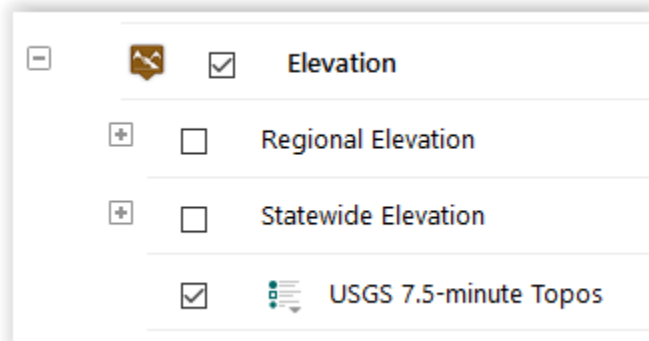 Elevation
Regional Elevation
Statewide Elevation
USGS 7.5-minute Topos